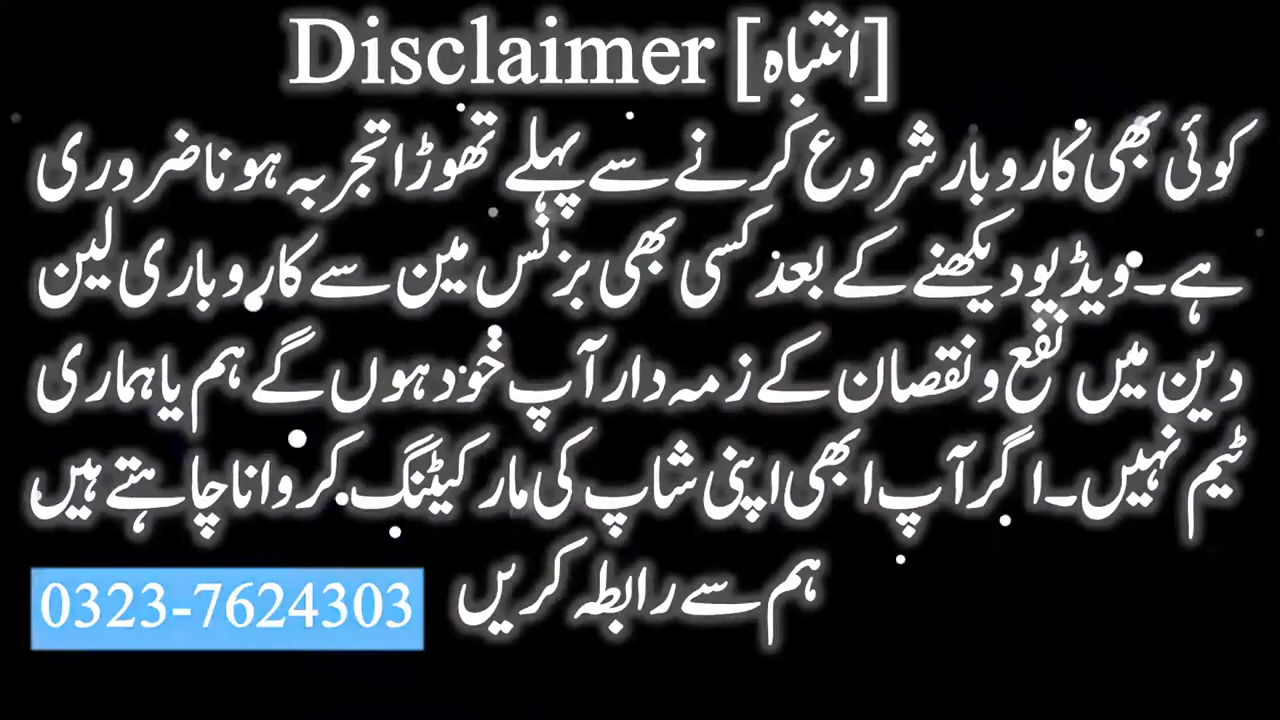 Disclaimer [انتباہ]
کوئی بھی کاروبار شروع کرنے سے پہلے تھوڑا تجربہ ہونا ضروری
ہے۔ ویڈیو دیکھنے کے بعد کسی بھی بزنس مین سے کاروباری لین
دین میں نفع و نقصان کے زمہ دار آپ خود ہوں گے ہم یا ہماری
ٹیم نہیں۔ اگر آپ ابھی اپنی شاپ کی مارکیٹنگ کروانا چاہتے ہیں
ہم سے رابطہ کریں 0323-7624303